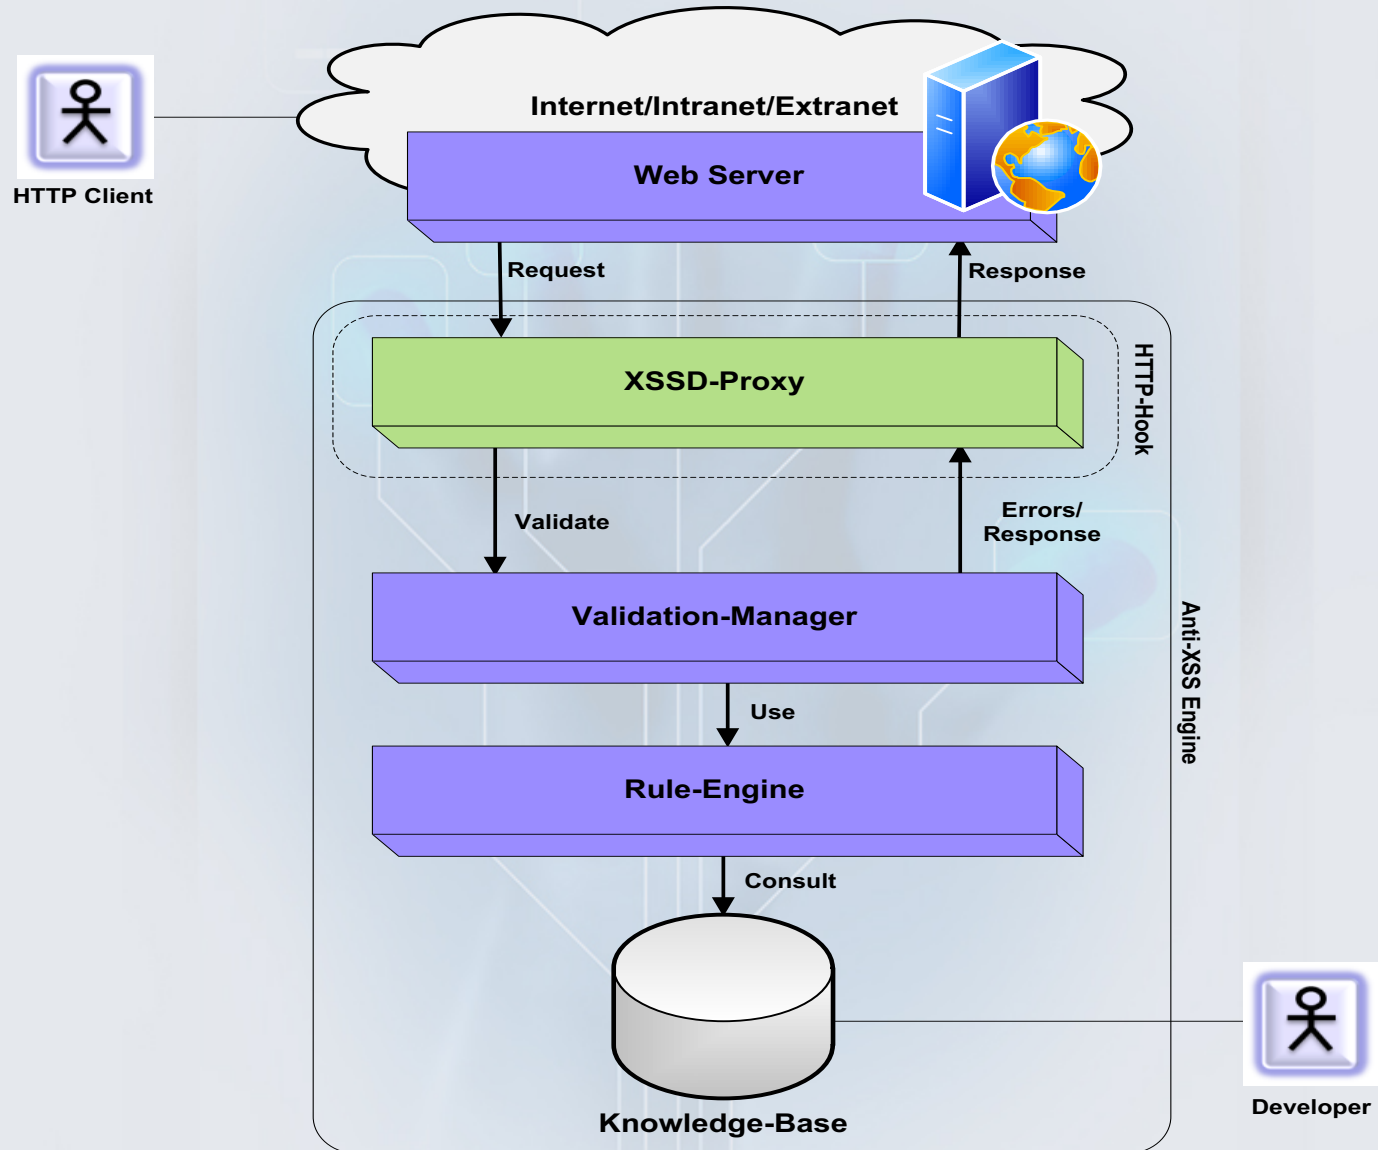 Internet/Intranet/Extranet
Web Server
HTTP Client
Request
Response
XSSD-Proxy
HTTP-Hook
Validate
Errors/
Response
Validation-Manager
Anti-XSS Engine
Use
Rule-Engine
Consult
Knowledge-Base
Developer